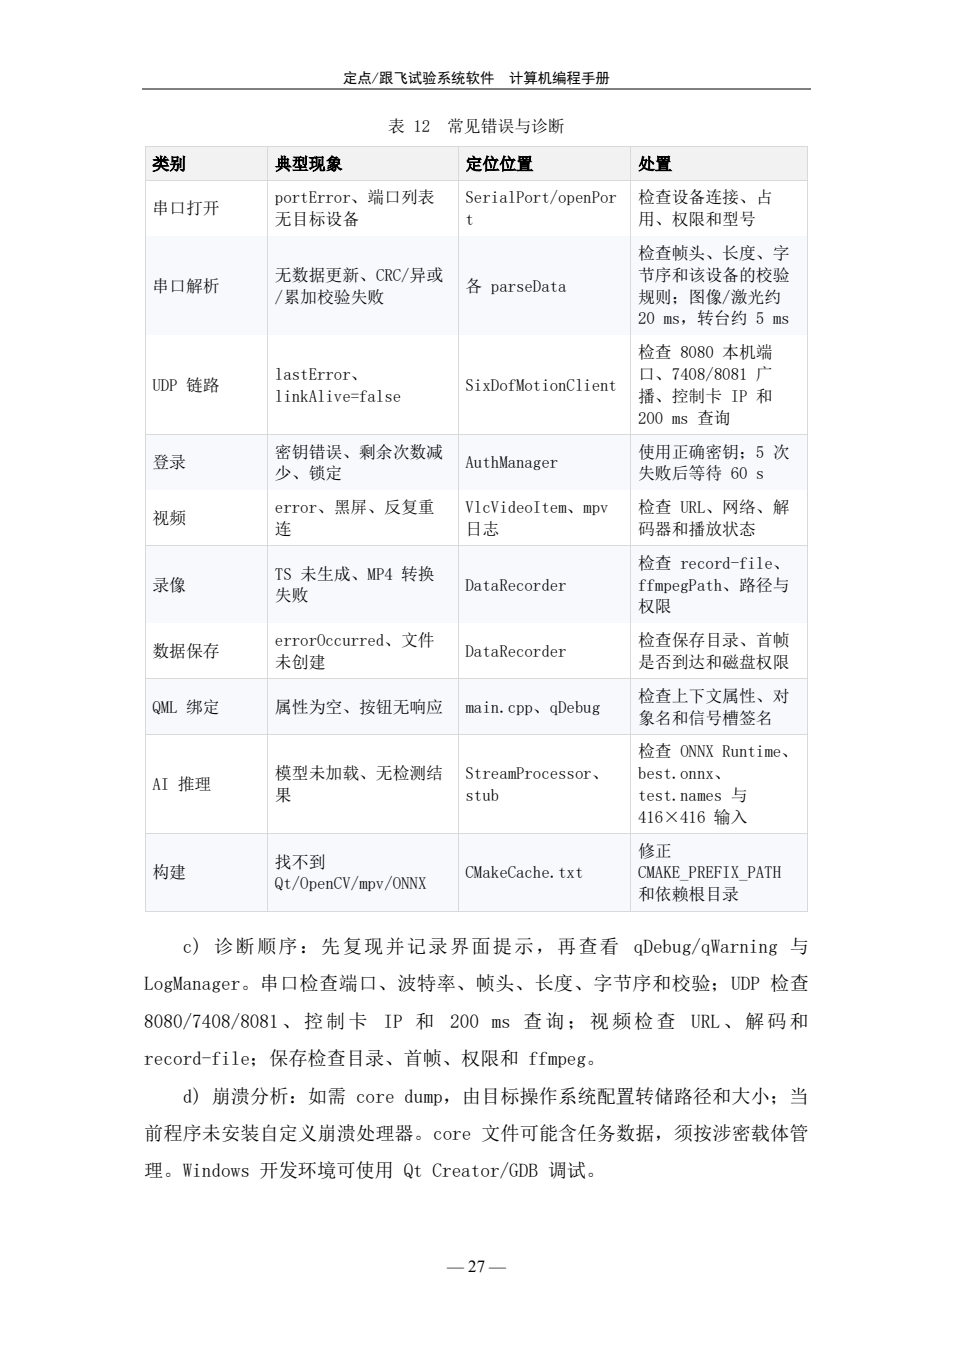 定点/跟飞试验系统软件　计算机编程手册
表 12　常见错误与诊断
类别 典型现象 定位位置 处置
串口打开
portError、端口列表
无目标设备
SerialPort/openPor
t
检查设备连接、占
用、权限和型号
串口解析
无数据更新、CRC/异或
/累加校验失败
各 parseData
检查帧头、长度、字
节序和该设备的校验
规则；图像/激光约
20 ms，转台约 5 ms
UDP 链路
lastError、
linkAlive=false
SixDofMotionClient
检查 8080 本机端
口、7408/8081 广
播、控制卡 IP 和
200 ms 查询
登录
密钥错误、剩余次数减
少、锁定
AuthManager
使用正确密钥；5 次
失败后等待 60 s
视频
error、黑屏、反复重
连
VlcVideoItem、mpv
日志
检查 URL、网络、解
码器和播放状态
录像
TS 未生成、MP4 转换
失败
DataRecorder
检查 record-file、
ffmpegPath、路径与
权限
数据保存
errorOccurred、文件
未创建
DataRecorder
检查保存目录、首帧
是否到达和磁盘权限
QML 绑定
属性为空、按钮无响应
main.cpp、qDebug
检查上下文属性、对
象名和信号槽签名
AI 推理
模型未加载、无检测结
果
StreamProcessor、
stub
检查 ONNX Runtime、
best.onnx、
test.names 与
416×416 输入
构建
找不到
Qt/OpenCV/mpv/ONNX
CMakeCache.txt
修正
CMAKE_PREFIX_PATH
和依赖根目录
c) 诊断顺序：先复现并记录界面提示，再查看 qDebug/qWarning 与
LogManager。串口检查端口、波特率、帧头、长度、字节序和校验；UDP 检查
8080/7408/8081、控制卡 IP 和 200 ms 查询；视频检查 URL、解码和
record-file；保存检查目录、首帧、权限和 ffmpeg。
d) 崩溃分析：如需 core dump，由目标操作系统配置转储路径和大小；当
前程序未安装自定义崩溃处理器。core 文件可能含任务数据，须按涉密载体管
理。Windows 开发环境可使用 Qt Creator/GDB 调试。
— 27 —